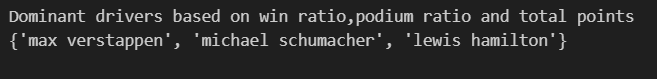 Dominant drivers based on win ratio,podium ratio and total points
{'max verstappen', 'michael schumacher', 'lewis hamilton'}